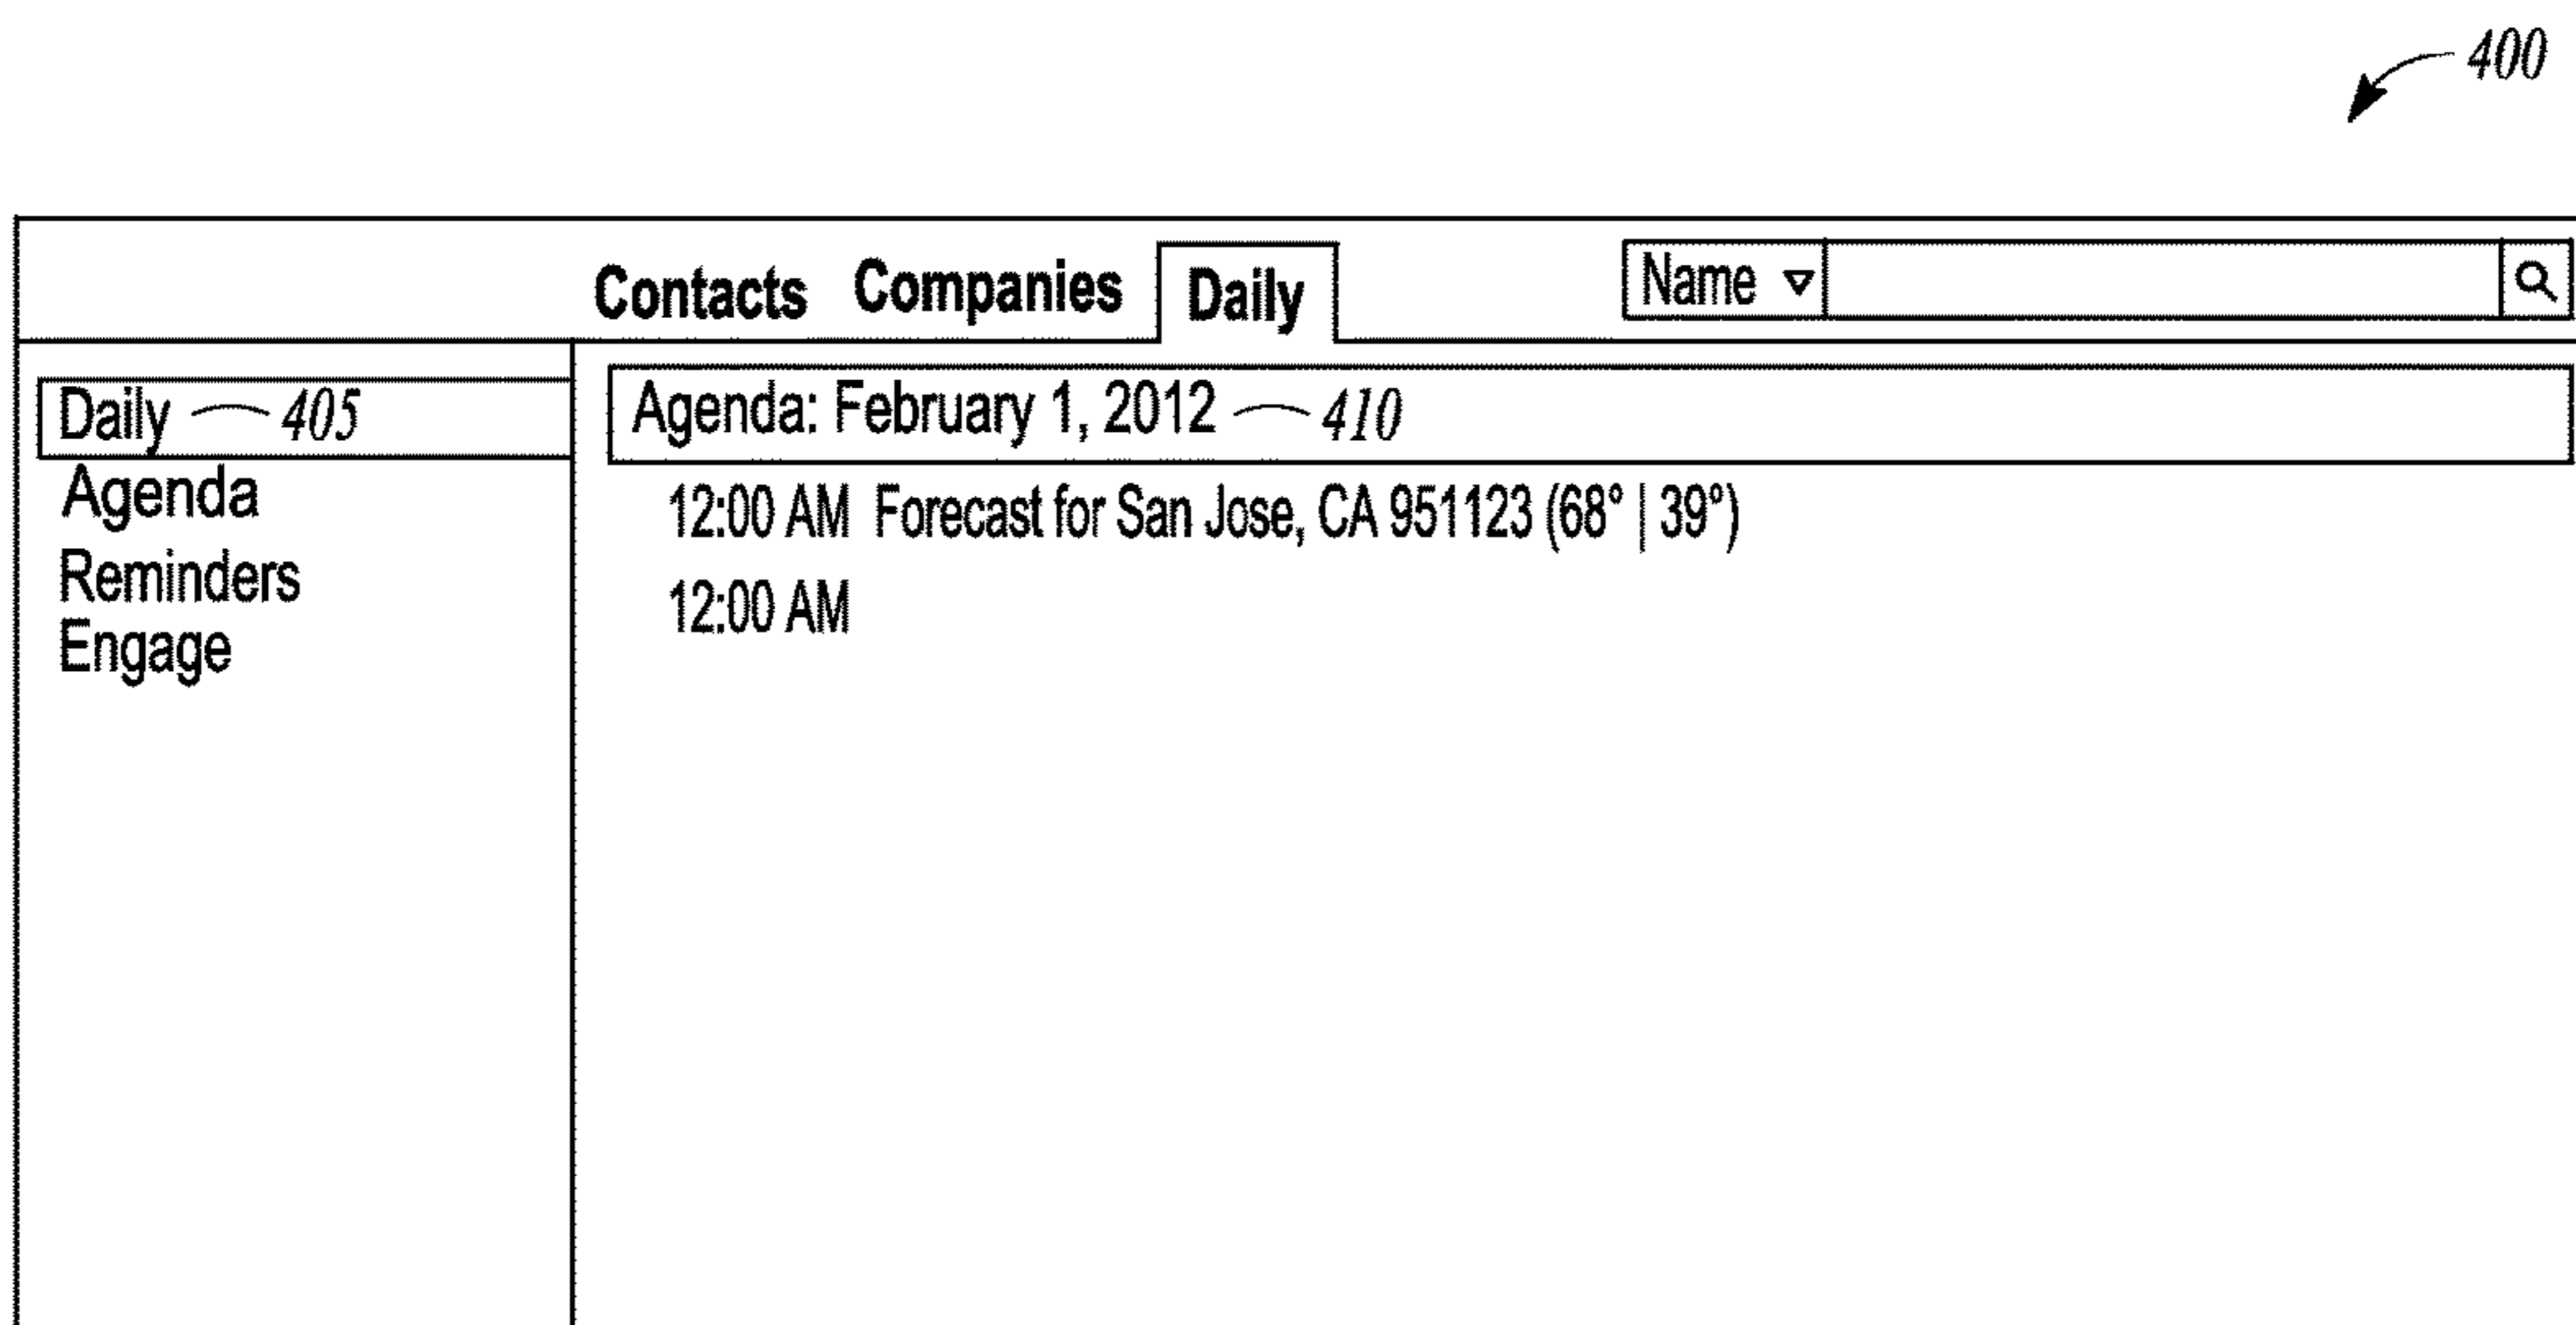 400
Contacts Companies Daily Name
Daily 405
Agenda
Reminders
Engage
Agenda: February 1, 2012 410
12:00 AM Forecast for San Jose, CA 951123 (68° | 39°)
12:00 AM